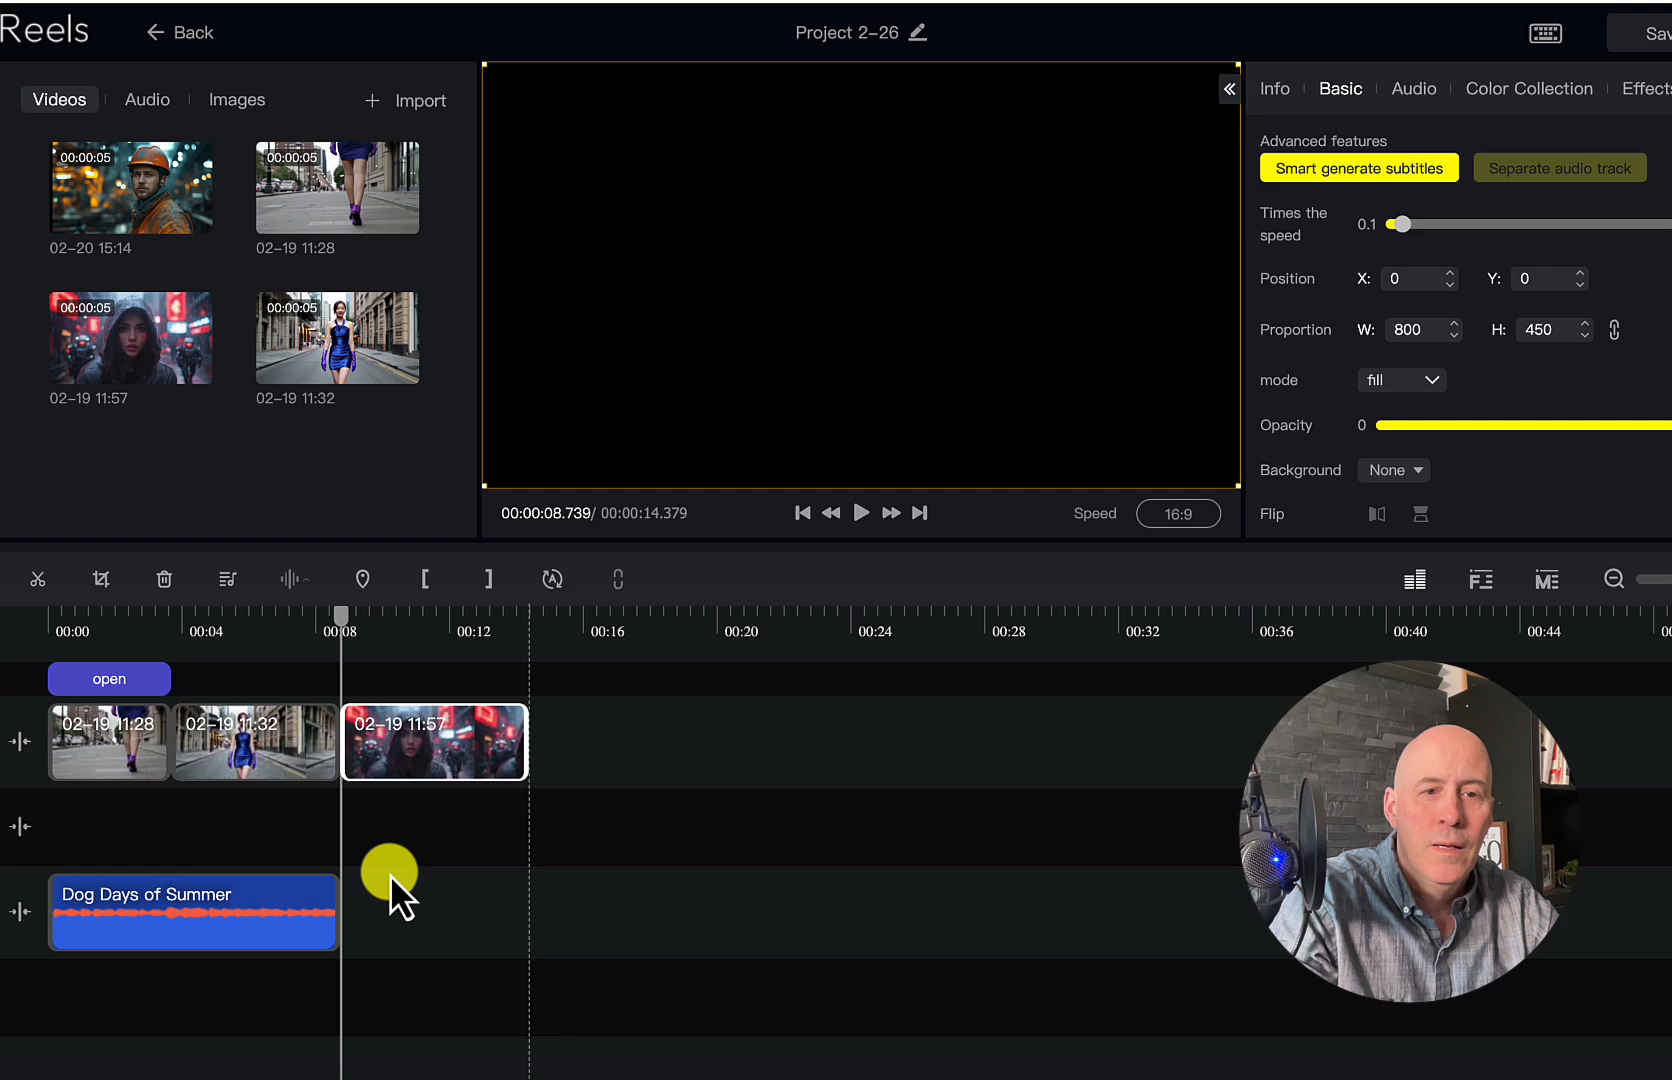 Reels
Back
Project 2-26
Sav
Videos
Audio
Images
Import
00:00:05
02-20 15:14
00:00:05
02-19 11:28
00:00:05
02-19 11:57
00:00:05
02-19 11:32
00:00:08.739/ 00:00:14.379
Speed
16:9
Info
Basic
Audio
Color Collection
Effects
Advanced features
Smart generate subtitles
Separate audio track
Times the
speed
0.1
Position
X: 0
Y: 0
Proportion
W: 800
H: 450
mode
fill
Opacity
0
Background
None
Flip
00:00
00:04
00:08
00:12
00:16
00:20
00:24
00:28
00:32
00:36
00:40
00:44
open
02-19 11:28
02-19 11:32
02-19 11:57
Dog Days of Summer